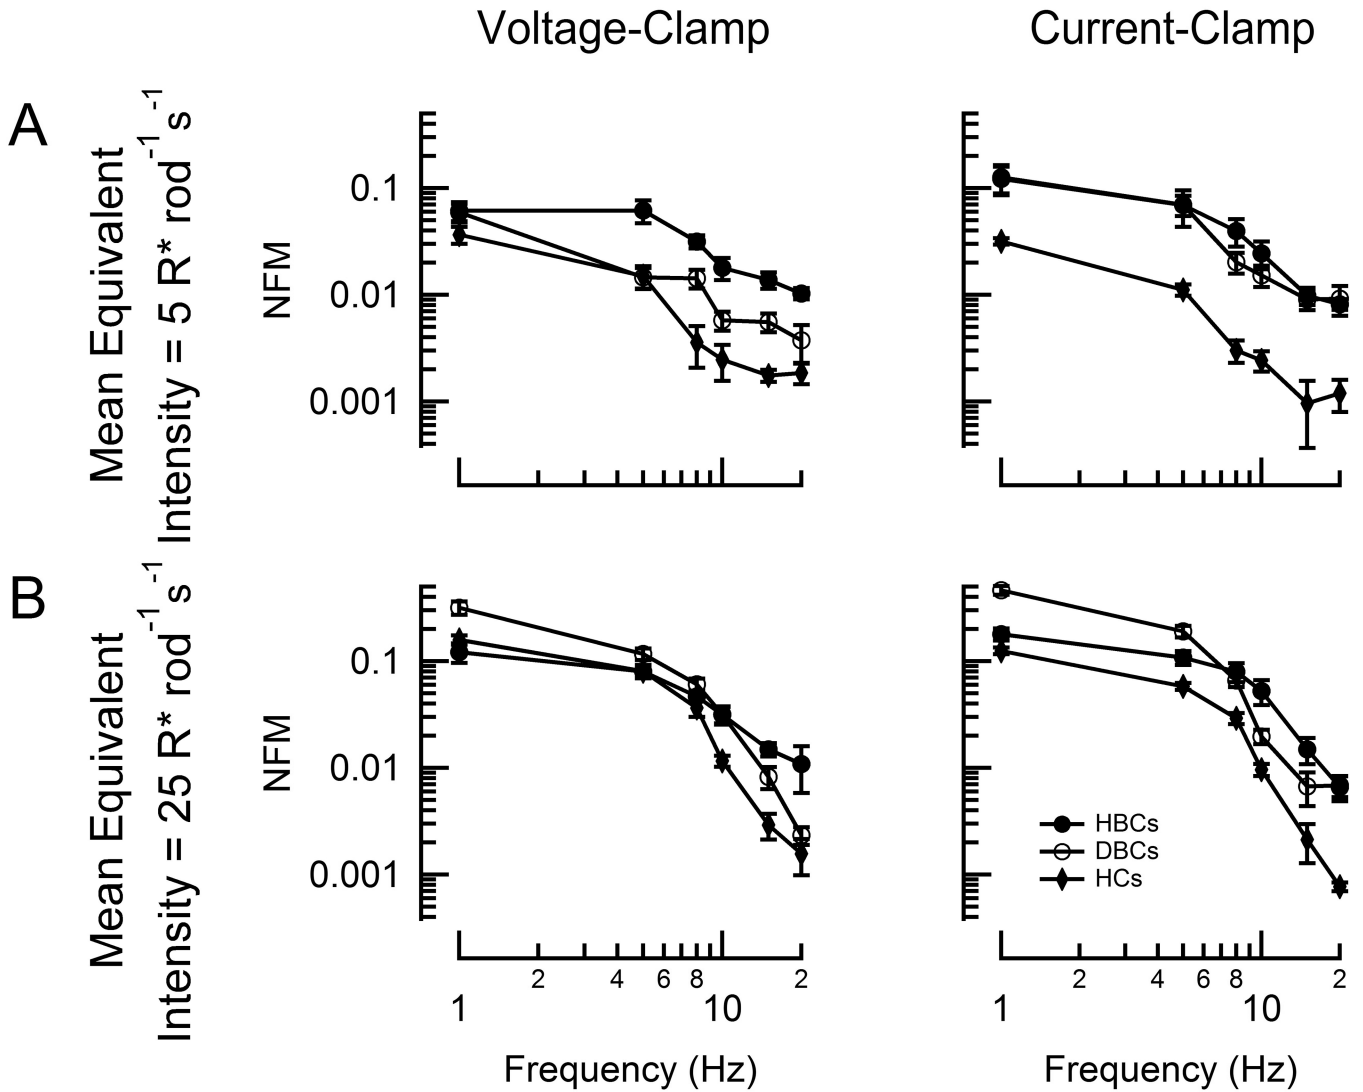 Voltage-Clamp
Current-Clamp
A
Mean Equivalent
Intensity = 5 R* rod⁻¹ s⁻¹
NFM
0.1
0.01
0.001
B
Mean Equivalent
Intensity = 25 R* rod⁻¹ s⁻¹
NFM
0.1
0.01
0.001
HBCs
DBCs
HCs
2 4 6 8 2
1 10
2 4 6 8 2
1 10
Frequency (Hz)
Frequency (Hz)